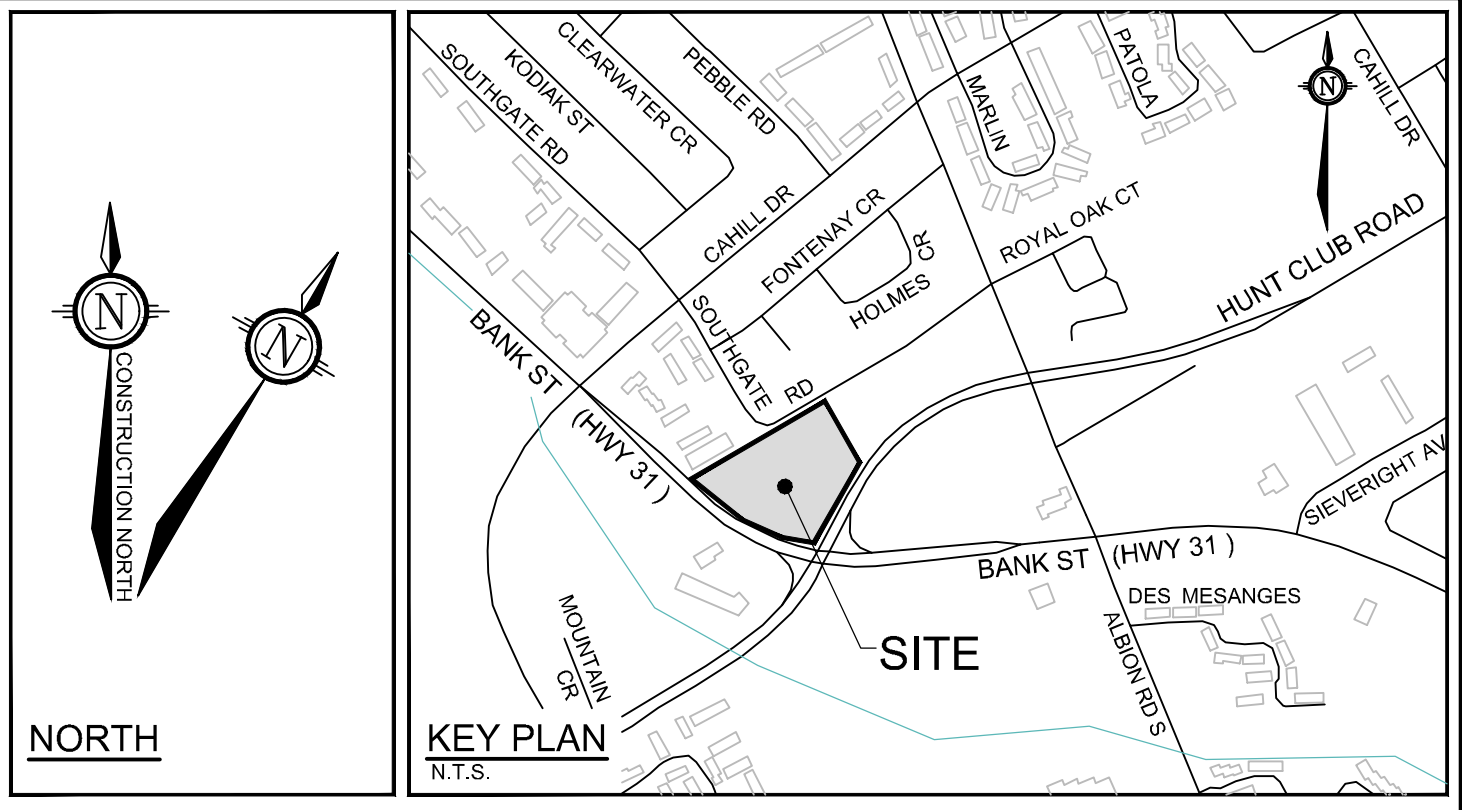 N
N
CONSTRUCTION NORTH
NORTH
CLEARWATER CR
PEBBLE RD
KODIAK ST
SOUTHGATE RD
PATOLA
MARLIN
CAHILL DR
N
CAHILL DR
FONTENAY CR
ROYAL OAK CT
HOLMES CR
HUNT CLUB ROAD
SOUTHGATE RD
BANK ST
(HWY 31 )
SIEVERIGHT AV
BANK ST (HWY 31 )
DES MESANGES
MOUNTAIN
CR
SITE
ALBION RD S
KEY PLAN
N.T.S.